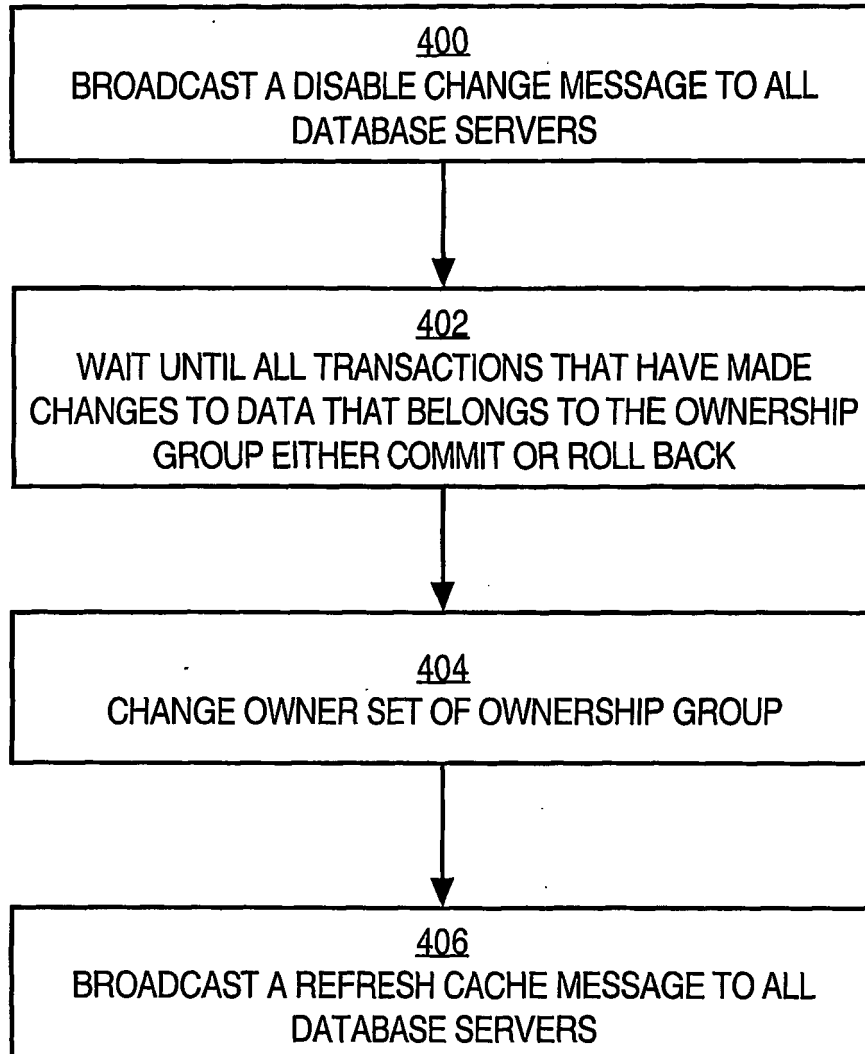 400
BROADCAST A DISABLE CHANGE MESSAGE TO ALL
DATABASE SERVERS
402
WAIT UNTIL ALL TRANSACTIONS THAT HAVE MADE
CHANGES TO DATA THAT BELONGS TO THE OWNERSHIP
GROUP EITHER COMMIT OR ROLL BACK
404
CHANGE OWNER SET OF OWNERSHIP GROUP
406
BROADCAST A REFRESH CACHE MESSAGE TO ALL
DATABASE SERVERS